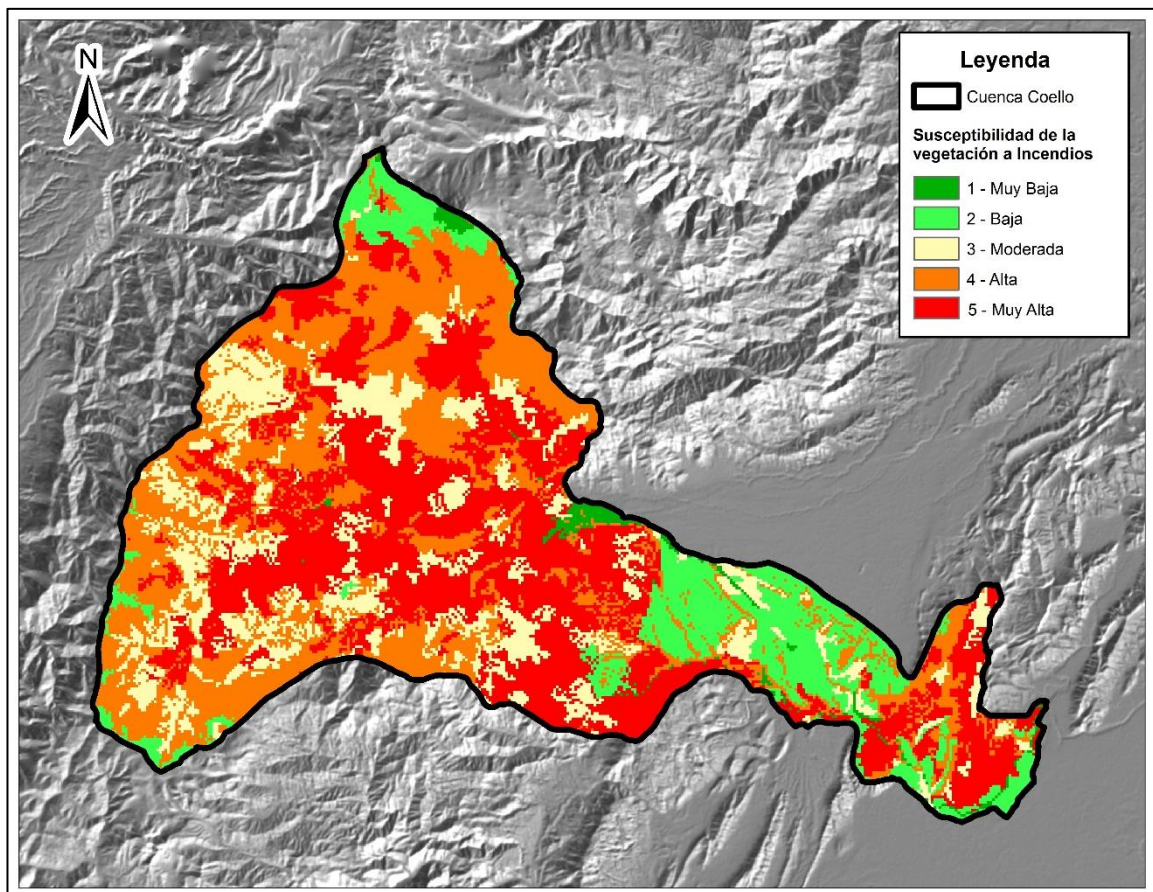 N
Leyenda
Cuenca Coello
Susceptibilidad de la
vegetación a Incendios
1 - Muy Baja
2 - Baja
3 - Moderada
4 - Alta
5 - Muy Alta